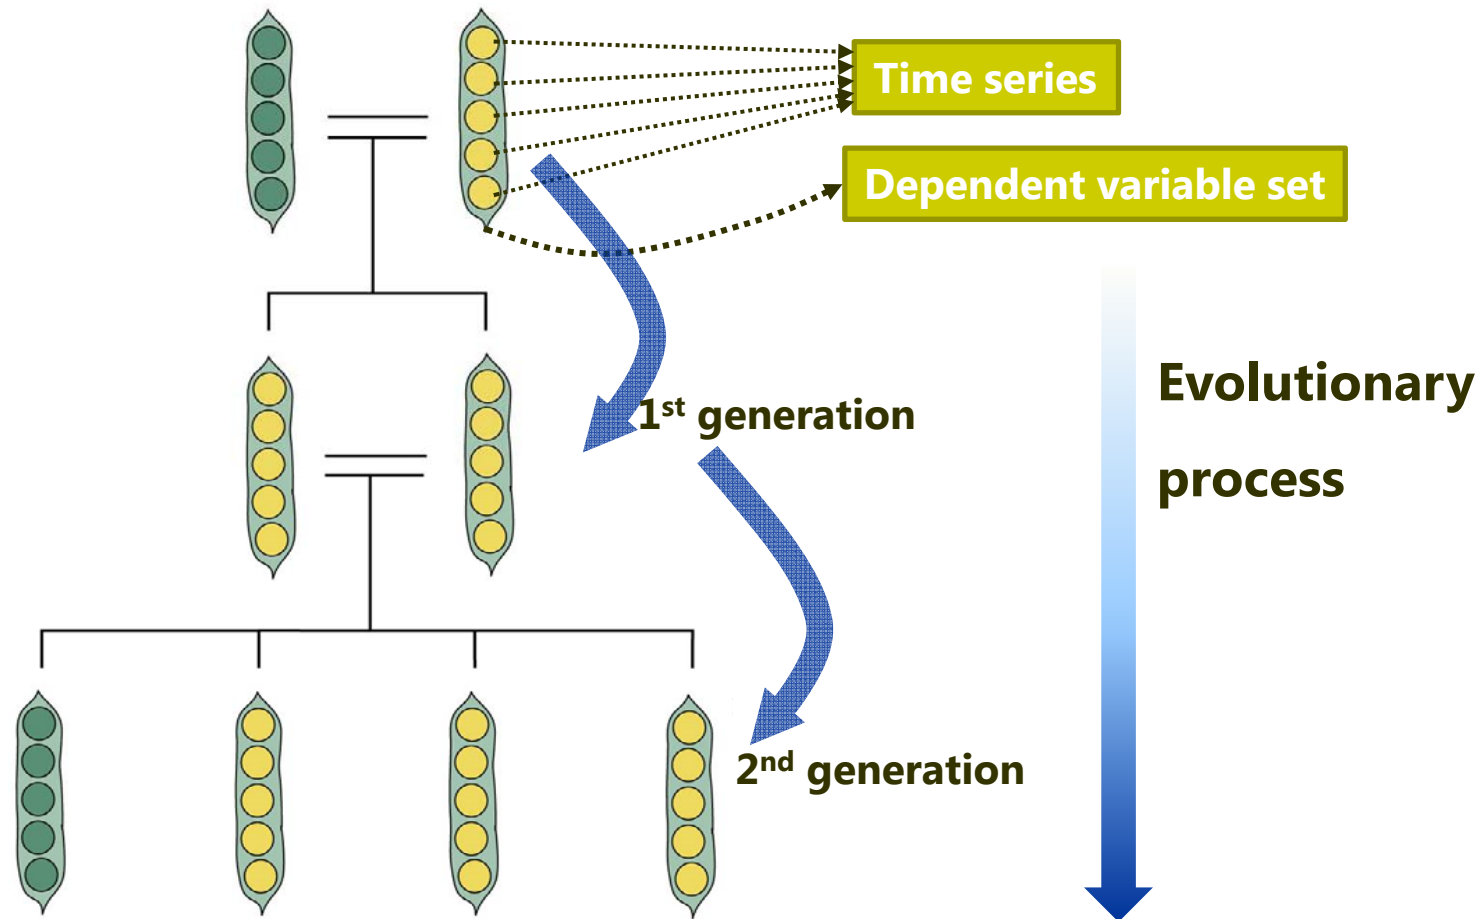 Time series
Dependent variable set
Evolutionary
process
1st generation
2nd generation